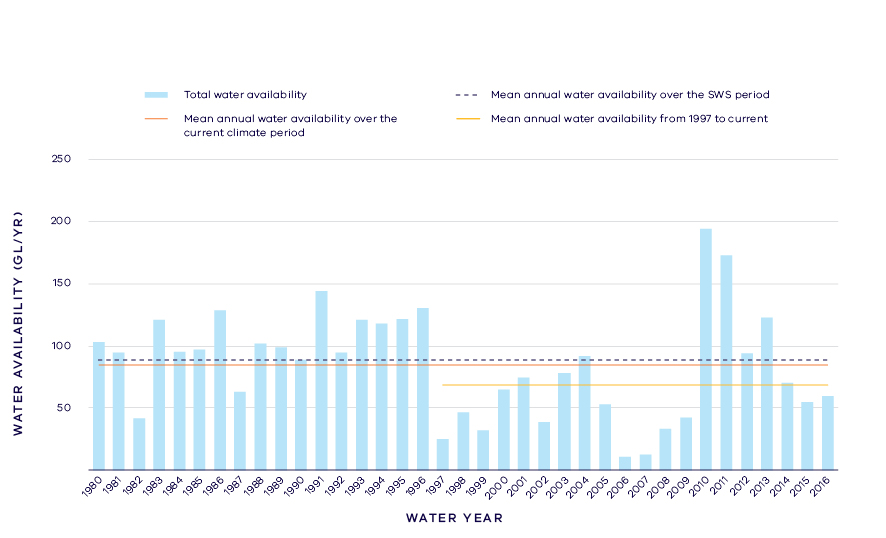 Total water availability
Mean annual water availability over the SWS period
Mean annual water availability over the
current climate period
Mean annual water availability from 1997 to current
250
200
150
100
50
WATER AVAILABILITY (GL/YR)
1980 1981 1982 1983 1984 1985 1986 1987 1988 1989 1990 1991 1992 1993 1994 1995 1996 1997 1998 1999 2000 2001 2002 2003 2004 2005 2006 2007 2008 2009 2010 2011 2012 2013 2014 2015 2016
WATER YEAR